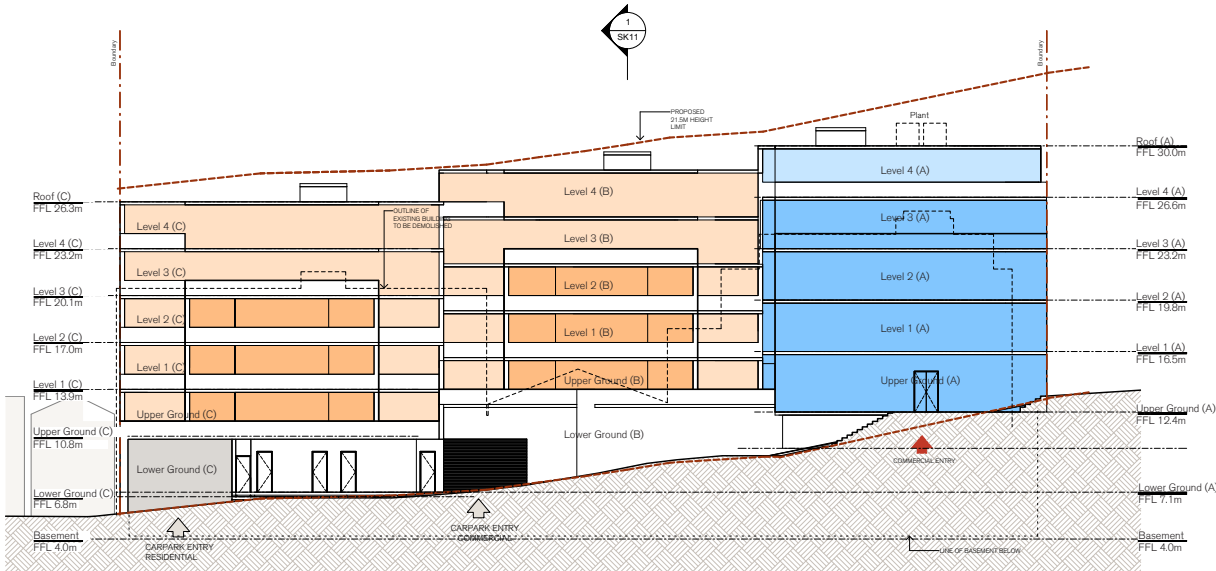 1
SK11
Boundary
Boundary
PROPOSED
21.5M HEIGHT
LIMIT
Plant
Roof (A)
FFL 30.0m
Level 4 (A)
Level 4 (B)
Level 4 (A)
FFL 26.6m
Roof (C)
FFL 26.3m
OUTLINE OF
EXISTING BUILDING
TO BE DEMOLISHED
Level 4 (C)
Level 3 (A)
Level 3 (B)
Level 4 (C)
FFL 23.2m
Level 3 (A)
FFL 23.2m
Level 3 (C)
Level 2 (B)
Level 2 (A)
Level 3 (C)
FFL 20.1m
Level 2 (A)
FFL 19.8m
Level 2 (C)
Level 1 (B)
Level 1 (A)
Level 2 (C)
FFL 17.0m
Level 1 (A)
FFL 16.5m
Level 1 (C)
Upper Ground (B)
Upper Ground (A)
Level 1 (C)
FFL 13.9m
Upper Ground (C)
Upper Ground (A)
FFL 12.4m
Upper Ground (C)
FFL 10.8m
Lower Ground (B)
COMMERCIAL ENTRY
Lower Ground (C)
Lower Ground (C)
FFL 6.8m
Lower Ground (A)
FFL 7.1m
CARPARK ENTRY
COMMERCIAL
CARPARK ENTRY
RESIDENTIAL
Basement
FFL 4.0m
LINE OF BASEMENT BELOW
Basement
FFL 4.0m